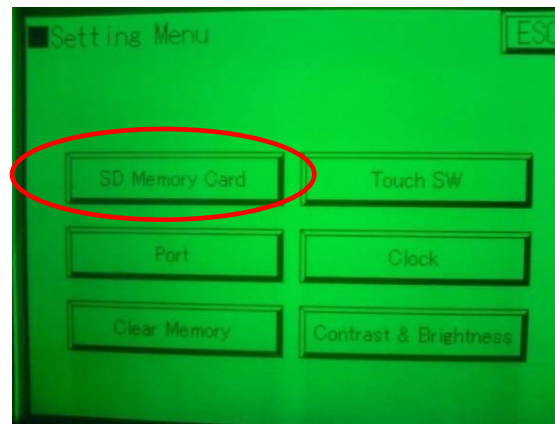 ■Setting Menu
ESC
SD Memory Card
Touch SW
Port
Clock
Clear Memory
Contrast & Brightness